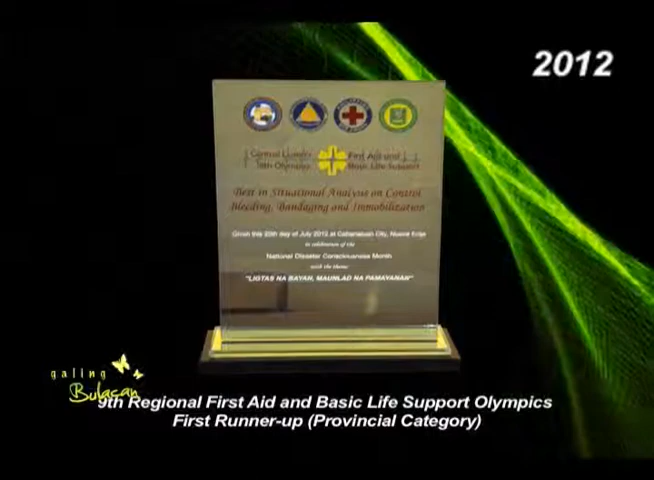 2012
Central Luzon's First Aid and
Olympics Basic Life Support
Best in Situational Analysis on Control
Bleeding, Bandaging and Immobilization
Given this 20th day of July 2012 at Cabanatuan City, Nueva Ecija
in celebration of the
National Disaster Consciousness Month
with the theme:
"LIGTAS NA BAYAN, MAUNLAD NA PAMAYANAN"
galing
Bulacan
9th Regional First Aid and Basic Life Support Olympics
First Runner-up (Provincial Category)